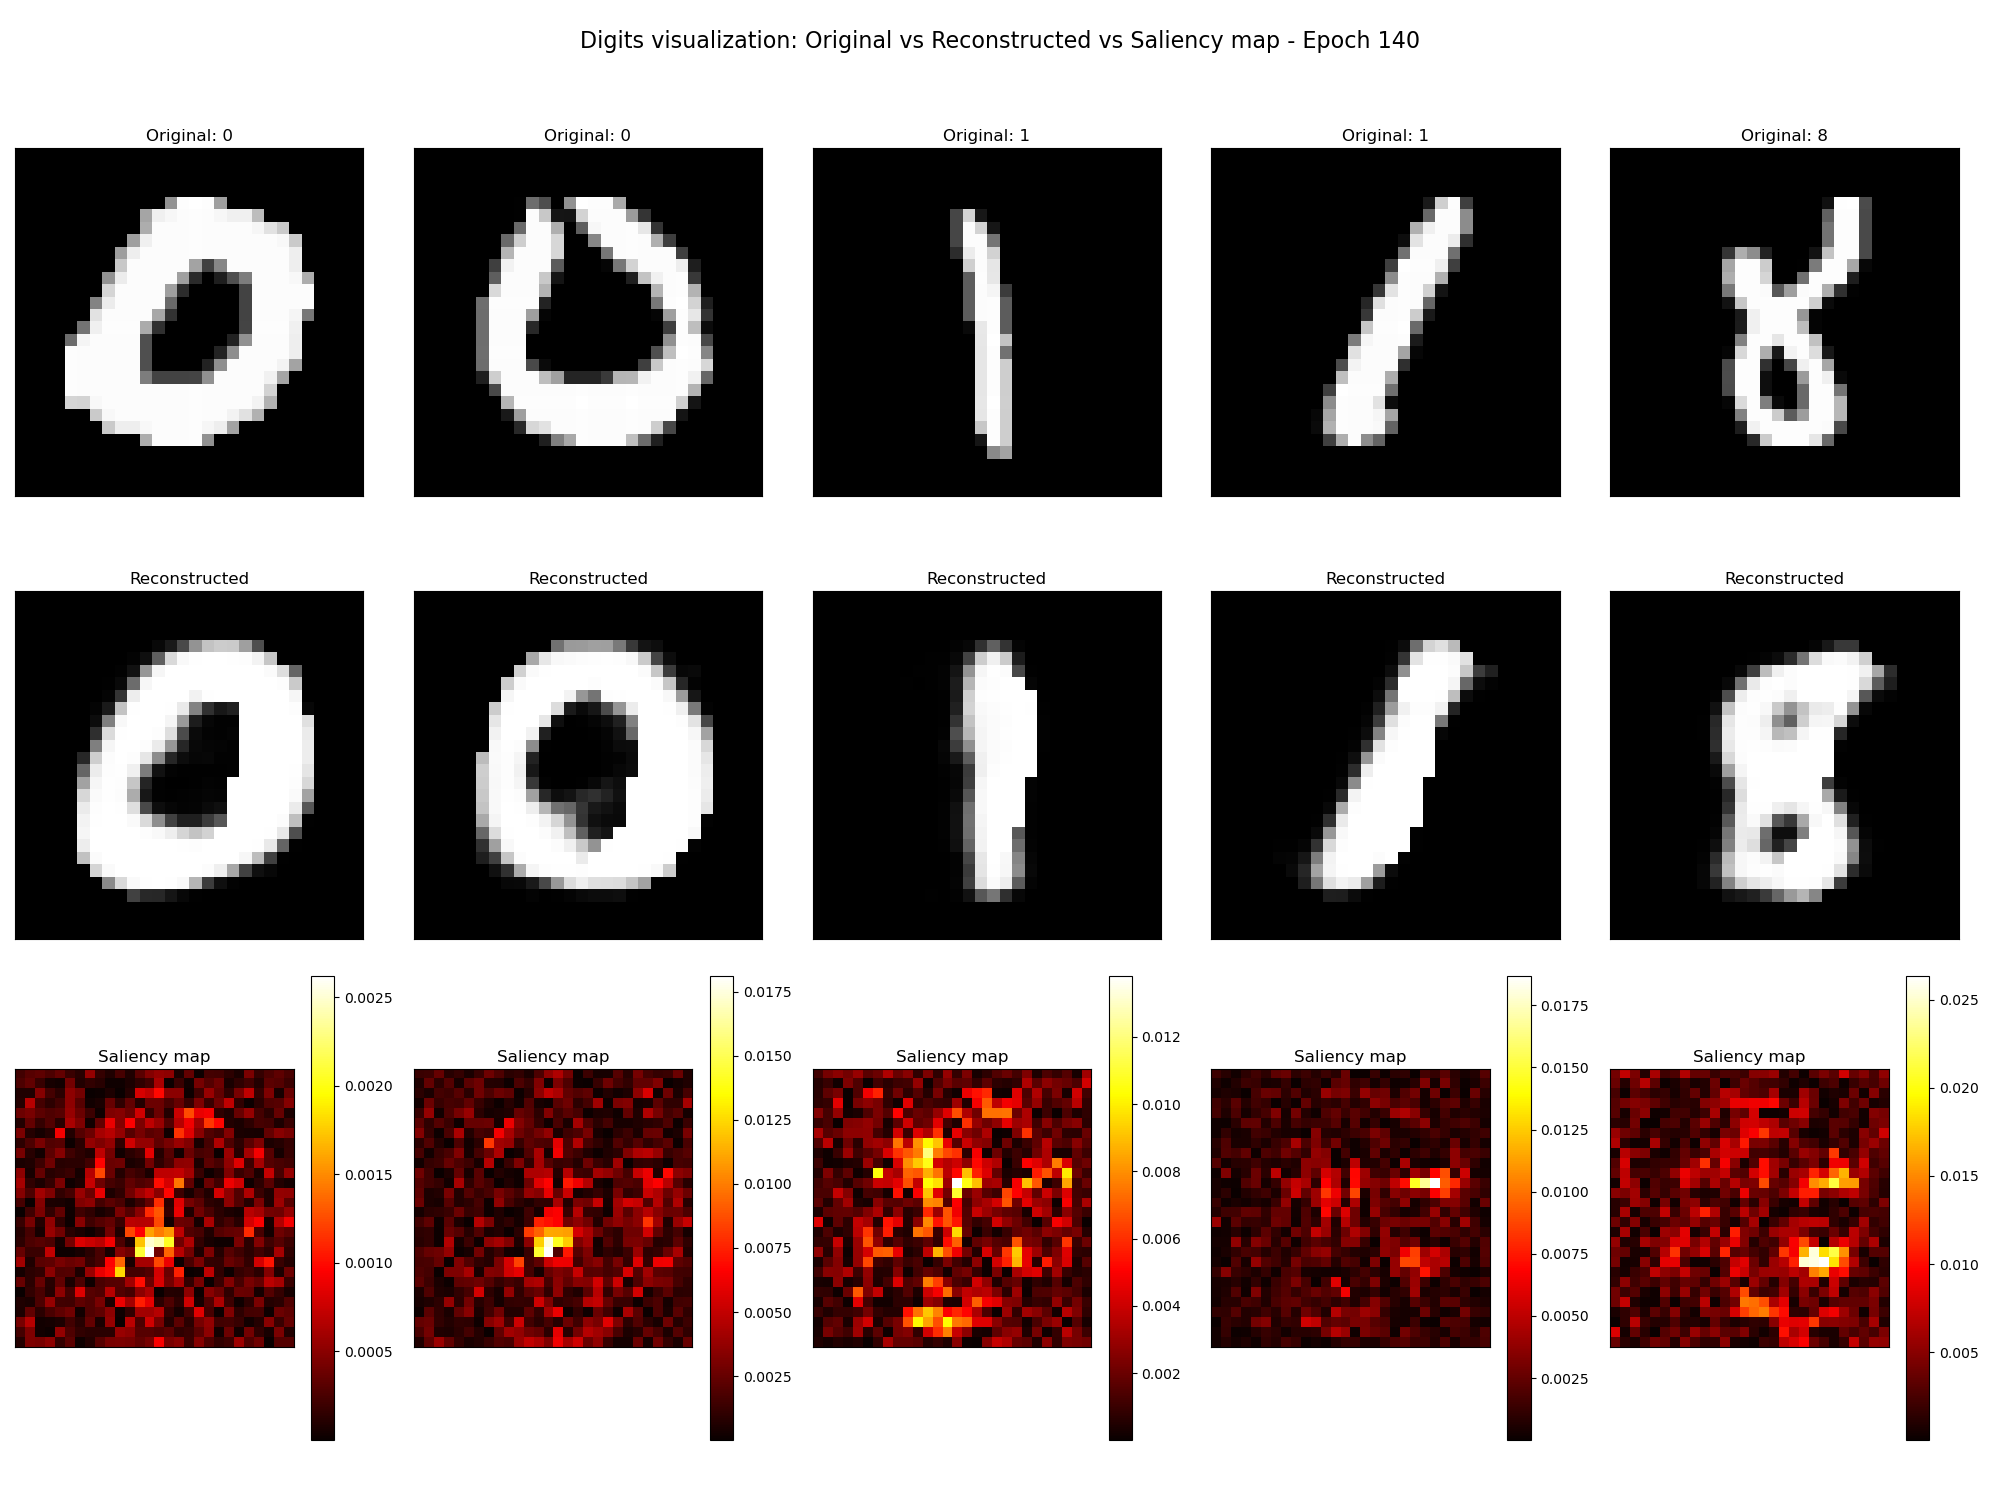 Digits visualization: Original vs Reconstructed vs Saliency map - Epoch 140
Original: 0
Original: 0
Original: 1
Original: 1
Original: 8
Reconstructed
Reconstructed
Reconstructed
Reconstructed
Reconstructed
Saliency map
0.0025
0.0020
0.0015
0.0010
0.0005
Saliency map
0.0175
0.0150
0.0125
0.0100
0.0075
0.0050
0.0025
Saliency map
0.012
0.010
0.008
0.006
0.004
0.002
Saliency map
0.0175
0.0150
0.0125
0.0100
0.0075
0.0050
0.0025
Saliency map
0.025
0.020
0.015
0.010
0.005